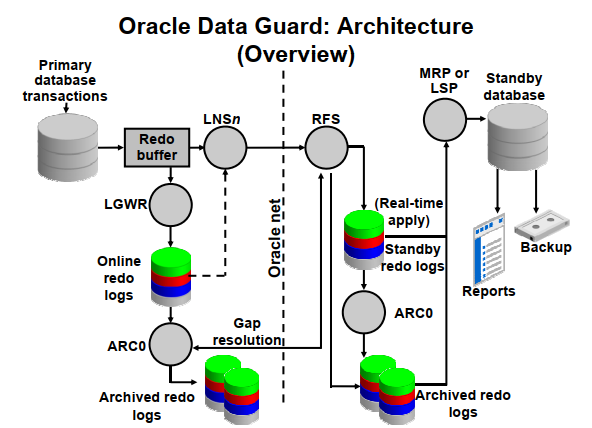 Oracle Data Guard: Architecture
(Overview)
Primary
database
transactions
Redo
buffer
LNSn
RFS
MRP or
LSP
Standby
database
LGWR
Oracle net
(Real-time
apply)
Online
redo
logs
Standby
redo logs
Reports
Backup
ARC0
Gap
resolution
ARC0
Archived redo
logs
Archived redo
logs